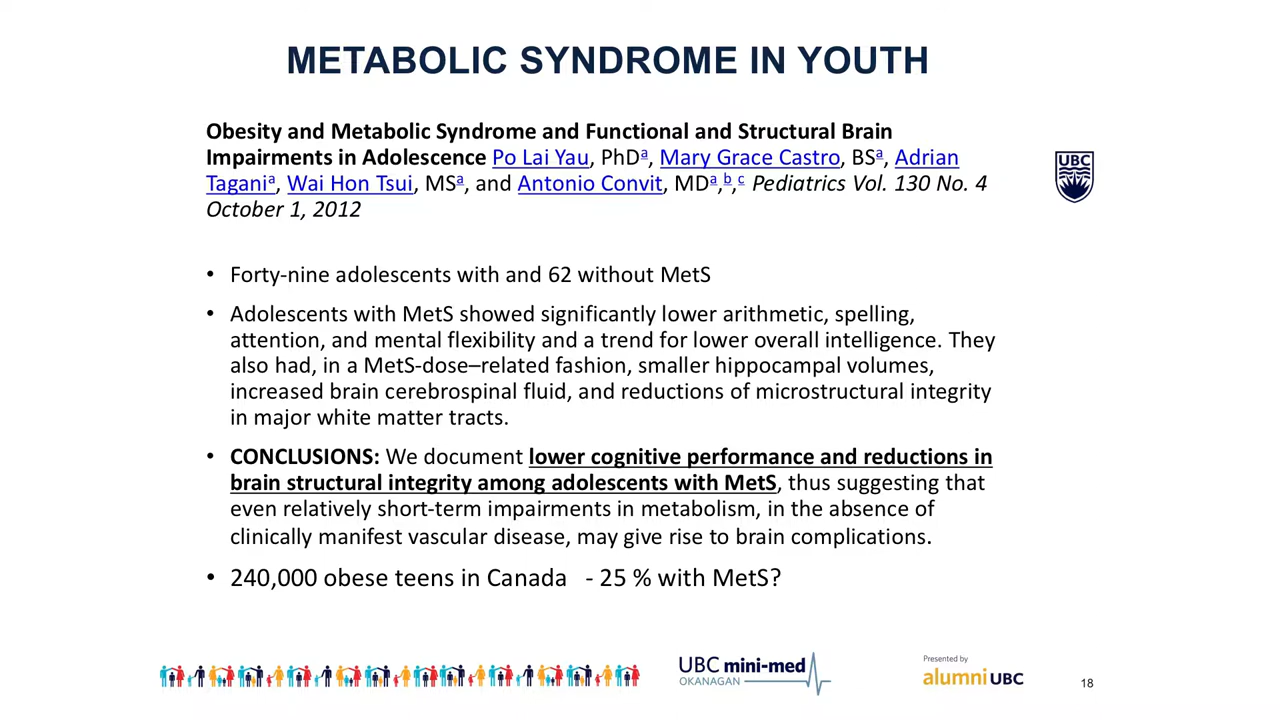 METABOLIC SYNDROME IN YOUTH
Obesity and Metabolic Syndrome and Functional and Structural Brain
Impairments in Adolescence Po Lai Yau, PhDa, Mary Grace Castro, BSa, Adrian
Tagania, Wai Hon Tsui, MSa, and Antonio Convit, MDa,b,c Pediatrics Vol. 130 No. 4
October 1, 2012
UBC
• Forty-nine adolescents with and 62 without MetS
• Adolescents with MetS showed significantly lower arithmetic, spelling,
attention, and mental flexibility and a trend for lower overall intelligence. They
also had, in a MetS-dose–related fashion, smaller hippocampal volumes,
increased brain cerebrospinal fluid, and reductions of microstructural integrity
in major white matter tracts.
• CONCLUSIONS: We document lower cognitive performance and reductions in
brain structural integrity among adolescents with MetS, thus suggesting that
even relatively short-term impairments in metabolism, in the absence of
clinically manifest vascular disease, may give rise to brain complications.
• 240,000 obese teens in Canada - 25 % with MetS?
UBC mini-med
OKANAGAN
Presented by
alumni UBC
18